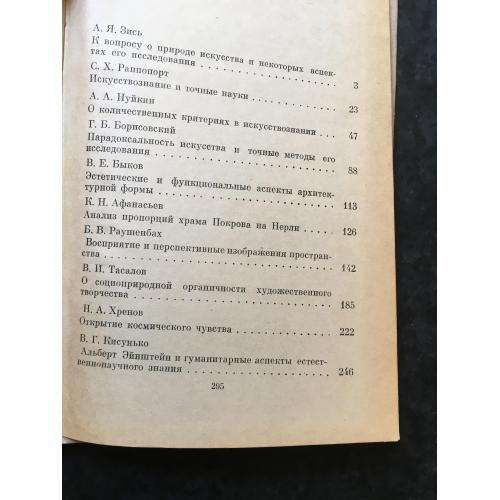 А. Я. Зись
К вопросу о природе искусства и некоторых аспек-
тах его исследования . . . . . . . . . . . . . . 3
С. Х. Раппопорт
Искусствознание и точные науки . . . . . . . . . 23
А. А. Нуйкин
О количественных критериях в искусствознании . . . 47
Г. Б. Борисовский
Парадоксальность искусства и точные методы его
исследования . . . . . . . . . . . . . . . . . . 88
В. Е. Быков
Эстетические и функциональные аспекты архитек-
турной формы . . . . . . . . . . . . . . . . . . 113
К. Н. Афанасьев
Анализ пропорций храма Покрова на Нерли . . . . 126
Б. В. Раушенбах
Восприятие и перспективные изображения простран-
ства . . . . . . . . . . . . . . . . . . . . . . 142
В. И. Тасалов
О социоприродной органичности художественного
творчества . . . . . . . . . . . . . . . . . . . 185
Н. А. Хренов
Открытие космического чувства . . . . . . . . . . 222
В. Г. Кисунько
Альберт Эйнштейн и гуманитарные аспекты естест-
веннонаучного знания . . . . . . . . . . . . . . 246
295